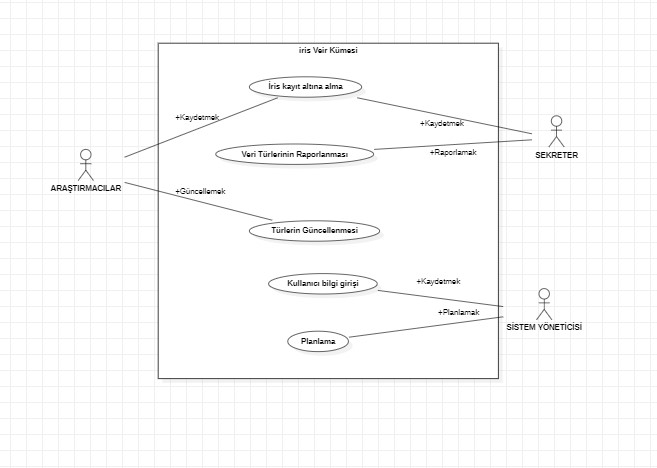 iris Veir Kümesi
İris kayıt altına alma
+Kaydetmek
+Kaydetmek
Veri Türlerinin Raporlanması
+Raporlamak
SEKRETER
ARAŞTIRMACILAR
+Güncellemek
Türlerin Güncellenmesi
Kullanıcı bilgi girişi
+Kaydetmek
+Planlamak
SİSTEM YÖNETİCİSİ
Planlama